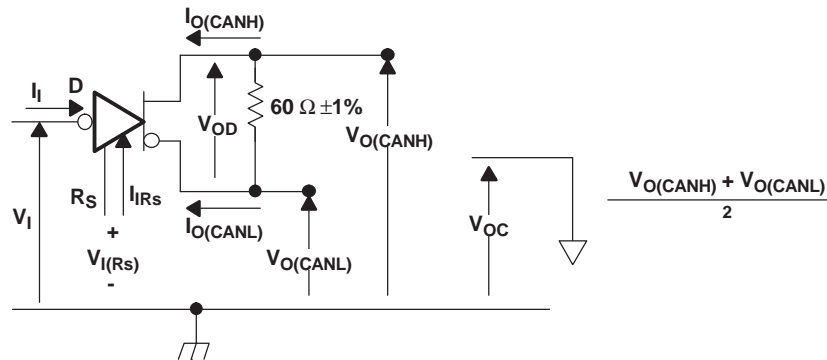 I_O(CANH)
I_I
D
V_OD
60 Ω ±1%
V_O(CANH)
V_I
R_S
I_IRs
+
V_I(Rs)
-
I_O(CANL)
V_O(CANL)
V_OC
V_O(CANH) + V_O(CANL)
2